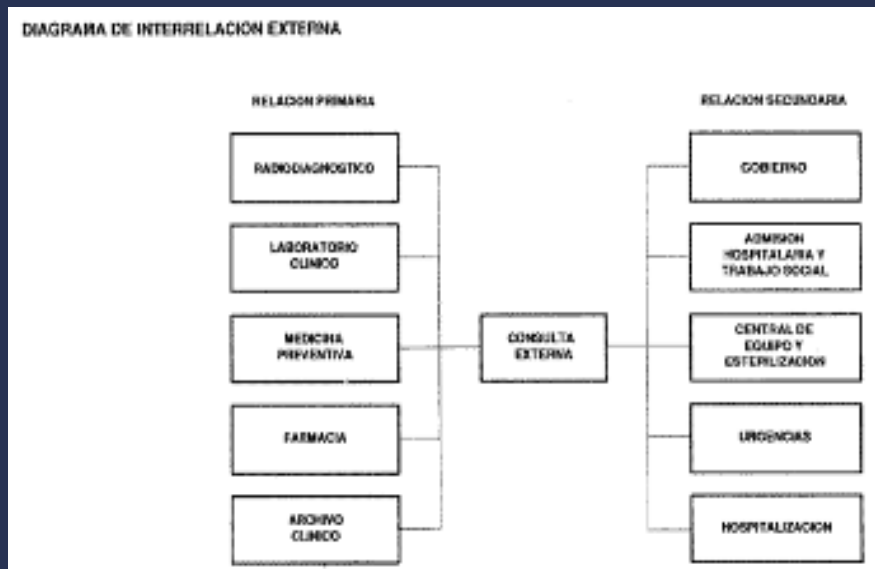 DIAGRAMA DE INTERRELACION EXTERNA
RELACION PRIMARIA
RELACION SECUNDARIA
RADIODIAGNOSTICO
LABORATORIO
CLINICO
MEDICINA
PREVENTIVA
FARMACIA
ARCHIVO
CLINICO
CONSULTA
EXTERNA
GOBIERNO
ADMISION
HOSPITALARIA Y
TRABAJO SOCIAL
CENTRAL DE
EQUIPO Y
ESTERILIZACION
URGENCIAS
HOSPITALIZACION